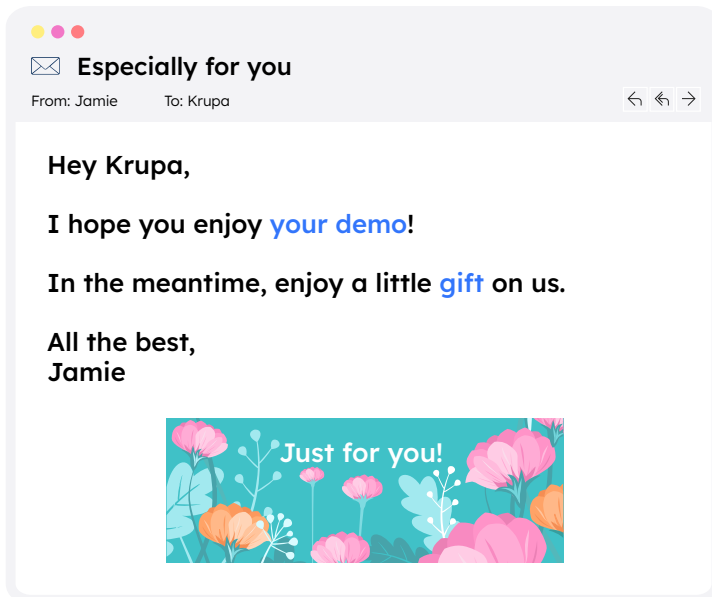 Especially for you
From: Jamie To: Krupa
Hey Krupa,
I hope you enjoy your demo!
In the meantime, enjoy a little gift on us.
All the best,
Jamie
Just for you!